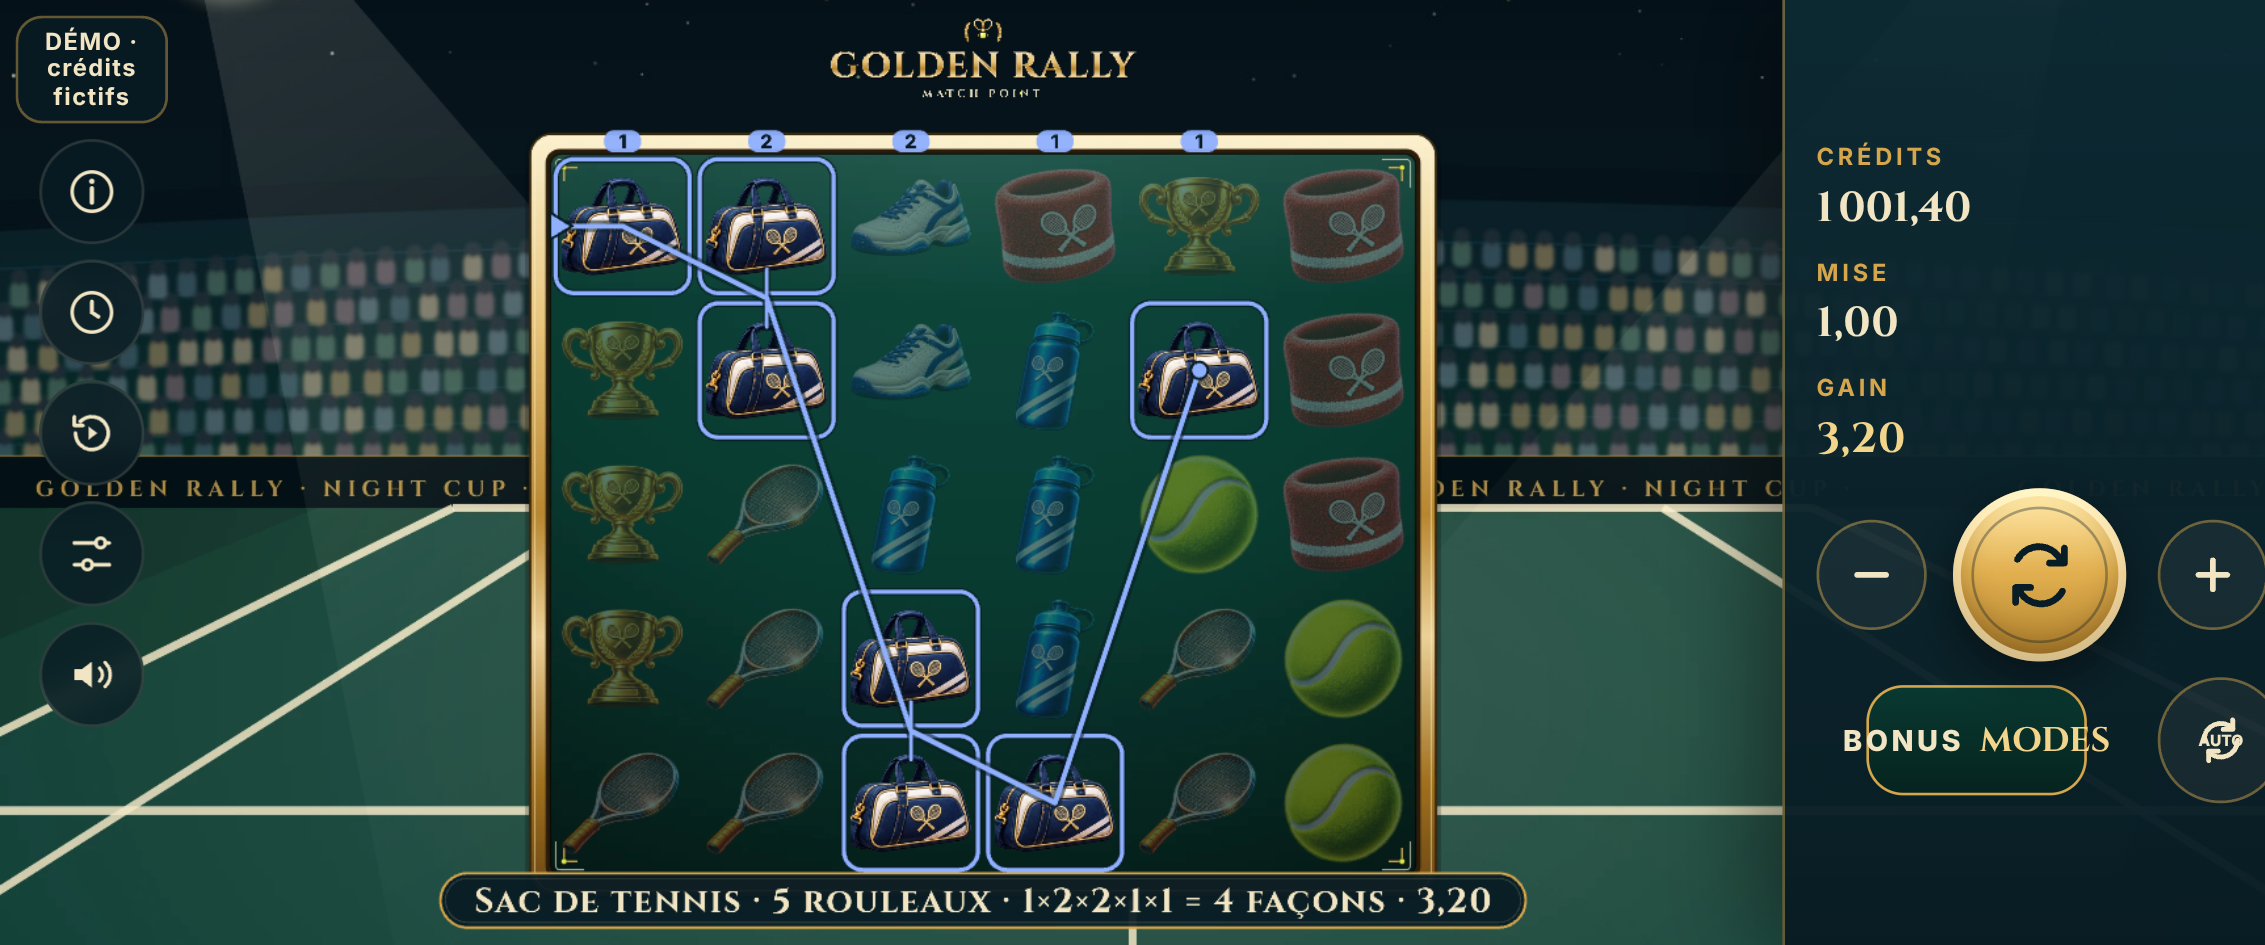 DÉMO ·
crédits
fictifs
GOLDEN RALLY
MATCH POINT
1 2 2 1 1
GOLDEN RALLY · NIGHT CUP ·
DEN RALLY · NIGHT CUP
CRÉDITS
1001,40
MISE
1,00
GAIN
3,20
BONUS MODES
AUTO
SAC DE TENNIS · 5 ROULEAUX · 1×2×2×1×1 = 4 FAÇONS · 3,20